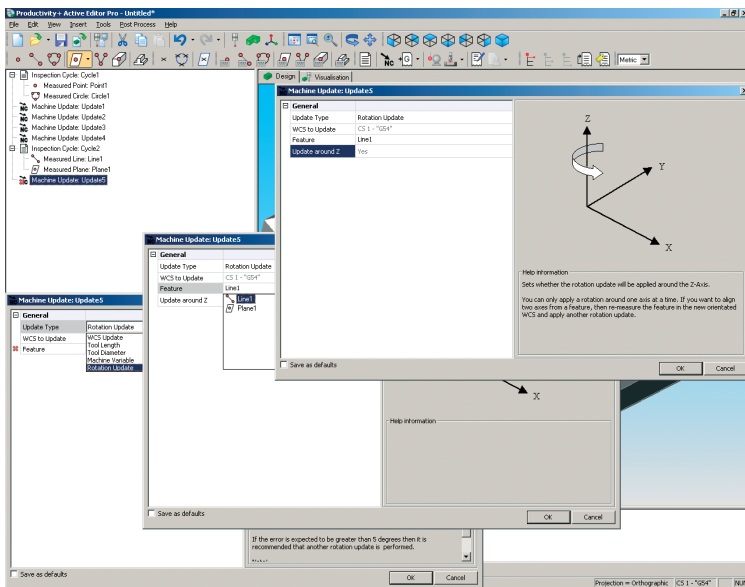 Productivity+ Active Editor Pro - Untitled*
File Edit View Insert Tools Post Process Help
NC +G Metric
Inspection Cycle: Cycle1
Measured Point: Point1
Measured Circle: Circle1
Machine Update: Update1
Machine Update: Update2
Machine Update: Update3
Machine Update: Update4
Inspection Cycle: Cycle2
Measured Line: Line1
Measured Plane: Plane1
Machine Update: Update5
Design Visualisation
Machine Update: Update5
General
Update Type Rotation Update
WCS to Update CS 1 - "G54"
Feature Line1
Update around Z Yes
Z
Y
X
Help information
Sets whether the rotation update will be applied around the Z-Axis.
You can only apply a rotation around one axis at a time. If you want to align
two axes from a feature, then re-measure the feature in the new orientated
WCS and apply another rotation update.
Save as defaults
OK Cancel
Machine Update: Update5
General
Update Type Rotation Update
WCS to Update CS 1 - "G54"
Feature Line1
Update around Z
Line1
Plane1
X
Help information
Save as defaults
OK Cancel
Machine Update: Update5
General
Update Type Rotation Update
WCS to Update
Feature
WCS Update
Tool Length
Tool Diameter
Machine Variable
Rotation Update
If the error is expected to be greater than 5 degrees then it is
recommended that another rotation update is performed.
Save as defaults
OK Cancel
Projection = Orthographic CS 1 - "G54" NUM